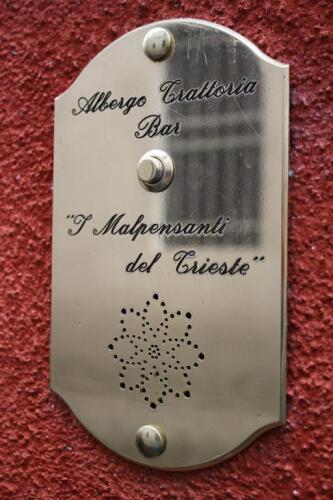 Albergo Trattoria
Bar
"I Malpensanti
del Trieste"